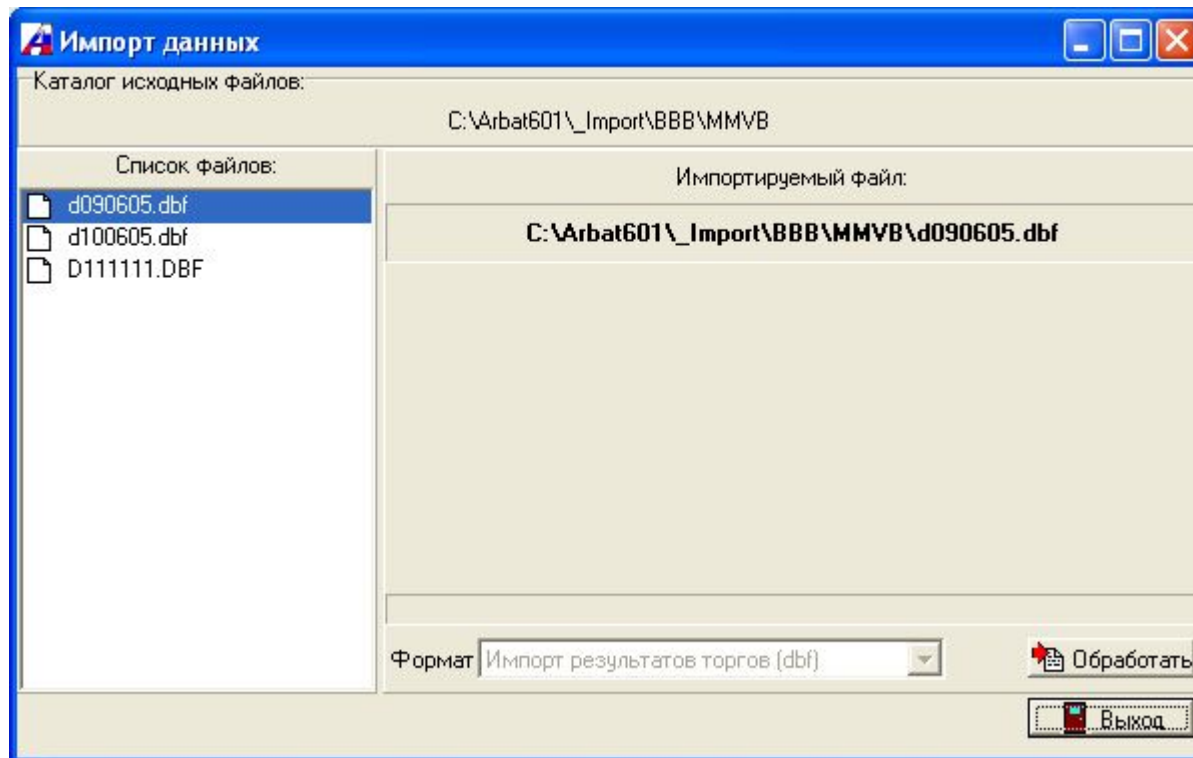 Импорт данных
Каталог исходных файлов:
C:\Arbat601\_Import\BBB\MMVB
Список файлов:
d090605.dbf
d100605.dbf
D111111.DBF
Импортируемый файл:
C:\Arbat601\_Import\BBB\MMVB\d090605.dbf
Формат Импорт результатов торгов (dbf)
Обработать
Выход